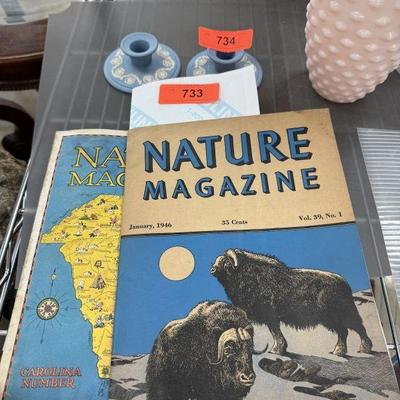 734
733
NATURE
MAGAZINE
January, 1946
35 Cents
Vol. 39, No. 1
NA
MAGA
CAROLINA
NUMBER